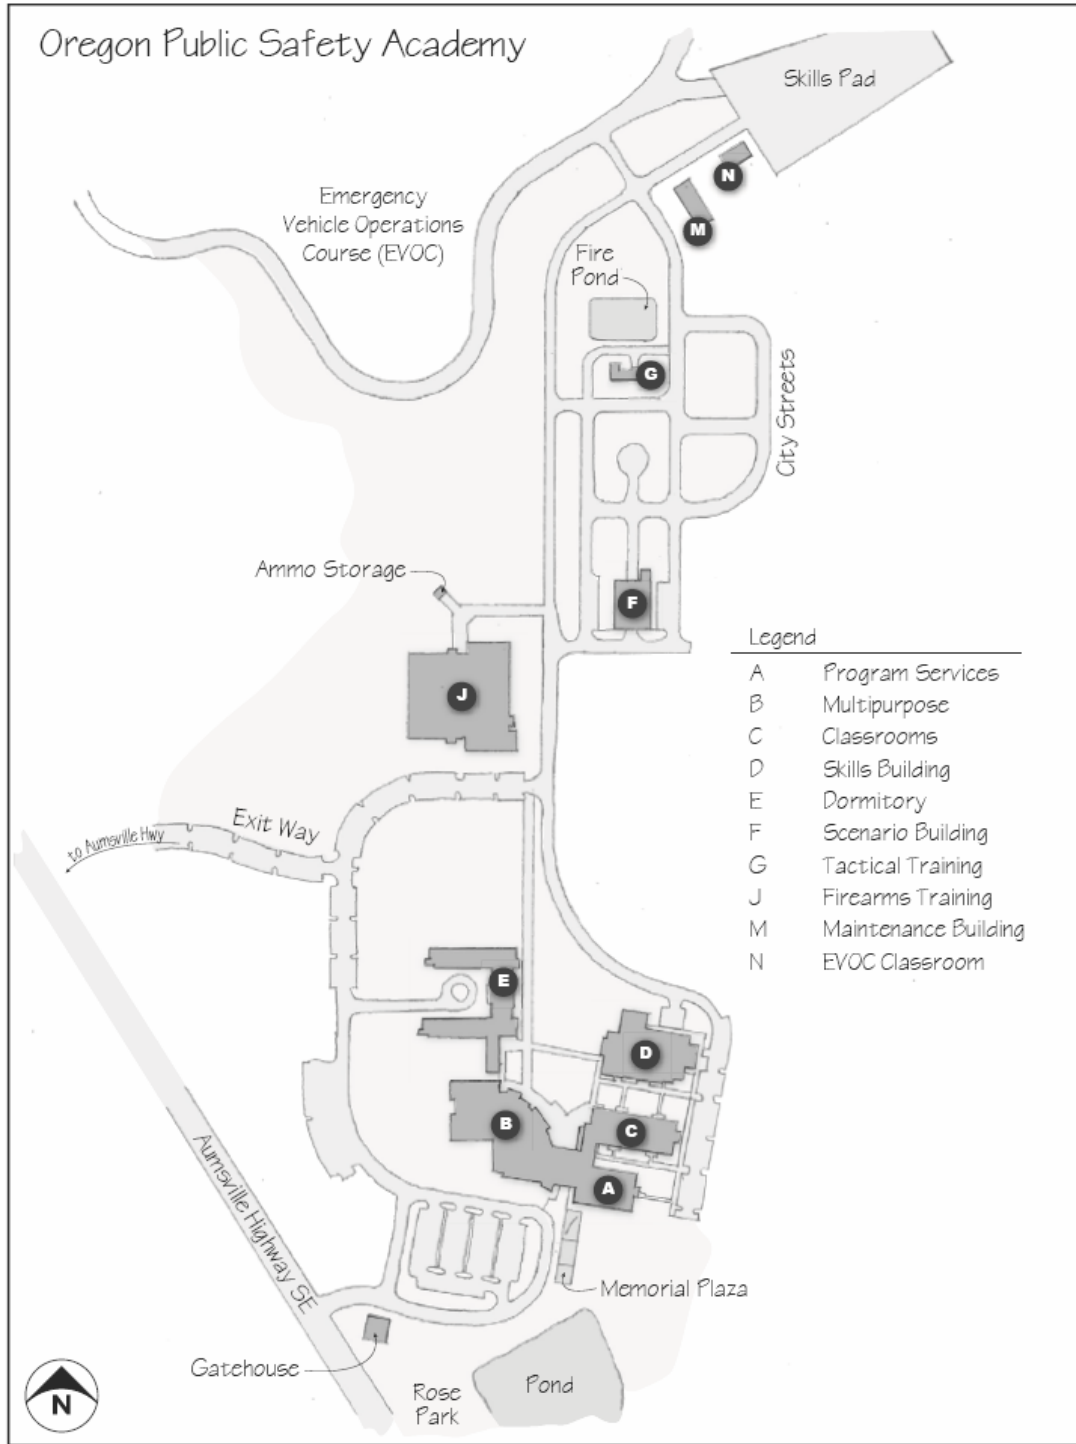 Oregon Public Safety Academy
Skills Pad
N
M
Emergency
Vehicle Operations
Course (EVOC)
Fire
Pond
G
City Streets
Ammo Storage
F
J
Legend
A Program Services
B Multipurpose
C Classrooms
D Skills Building
E Dormitory
F Scenario Building
G Tactical Training
J Firearms Training
M Maintenance Building
N EVOC Classroom
Exit Way
to Aumsville Hwy
E
D
B
C
A
Aumsville Highway SE
Memorial Plaza
Gatehouse
Rose
Park
Pond
N